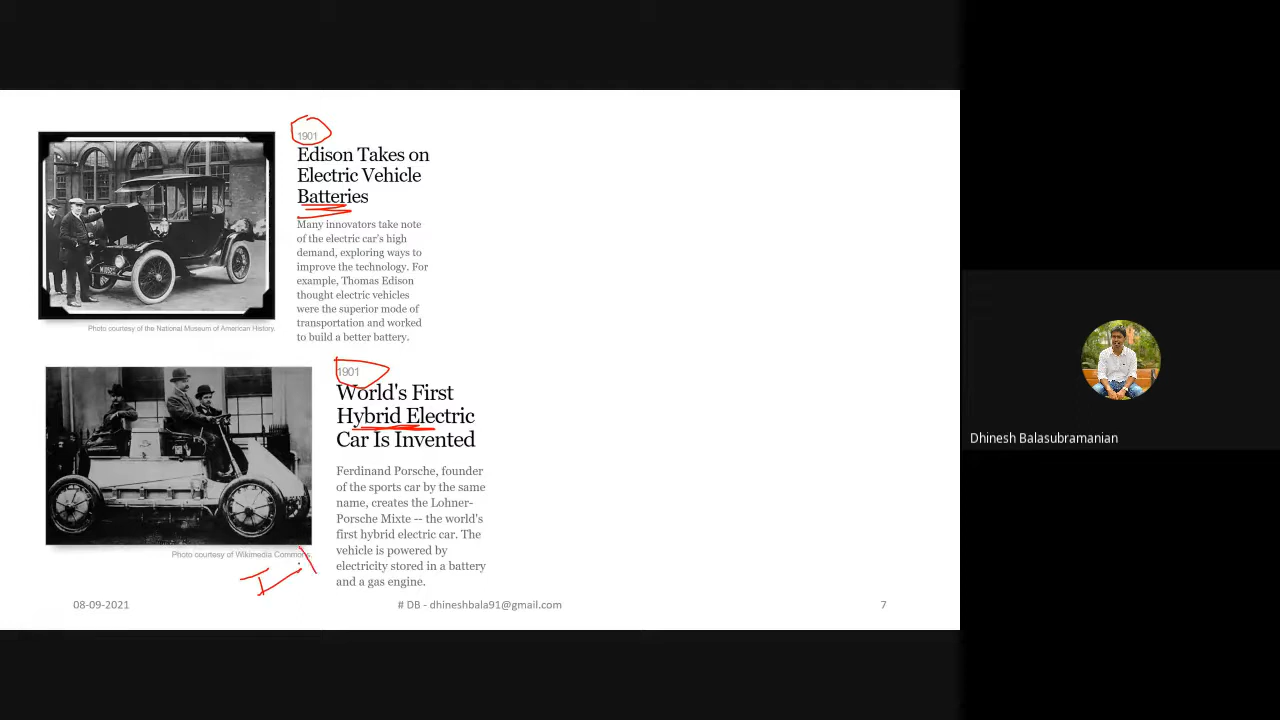 1901
Edison Takes on
Electric Vehicle
Batteries
Many innovators take note
of the electric car's high
demand, exploring ways to
improve the technology. For
example, Thomas Edison
thought electric vehicles
were the superior mode of
transportation and worked
to build a better battery.
Photo courtesy of the National Museum of American History.
1901
World's First
Hybrid Electric
Car Is Invented
Ferdinand Porsche, founder
of the sports car by the same
name, creates the Lohner-
Porsche Mixte -- the world's
first hybrid electric car. The
vehicle is powered by
electricity stored in a battery
and a gas engine.
Photo courtesy of Wikimedia Commons.
08-09-2021
# DB - dhineshbala91@gmail.com
7
Dhinesh Balasubramanian